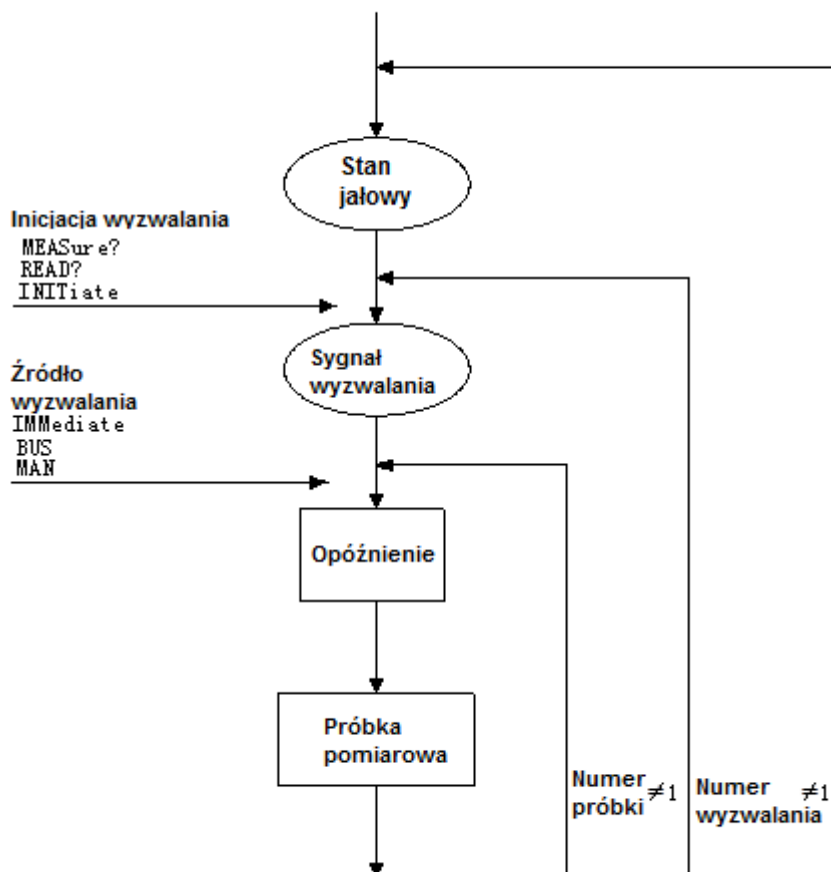 Stan
jałowy
Inicjacja wyzwalania
MEASure?
READ?
INITiate
Sygnał
wyzwalania
Źródło
wyzwalania
IMMediate
BUS
MAN
Opóźnienie
Próbka
pomiarowa
Numer ≠1
próbki
Numer ≠1
wyzwalania